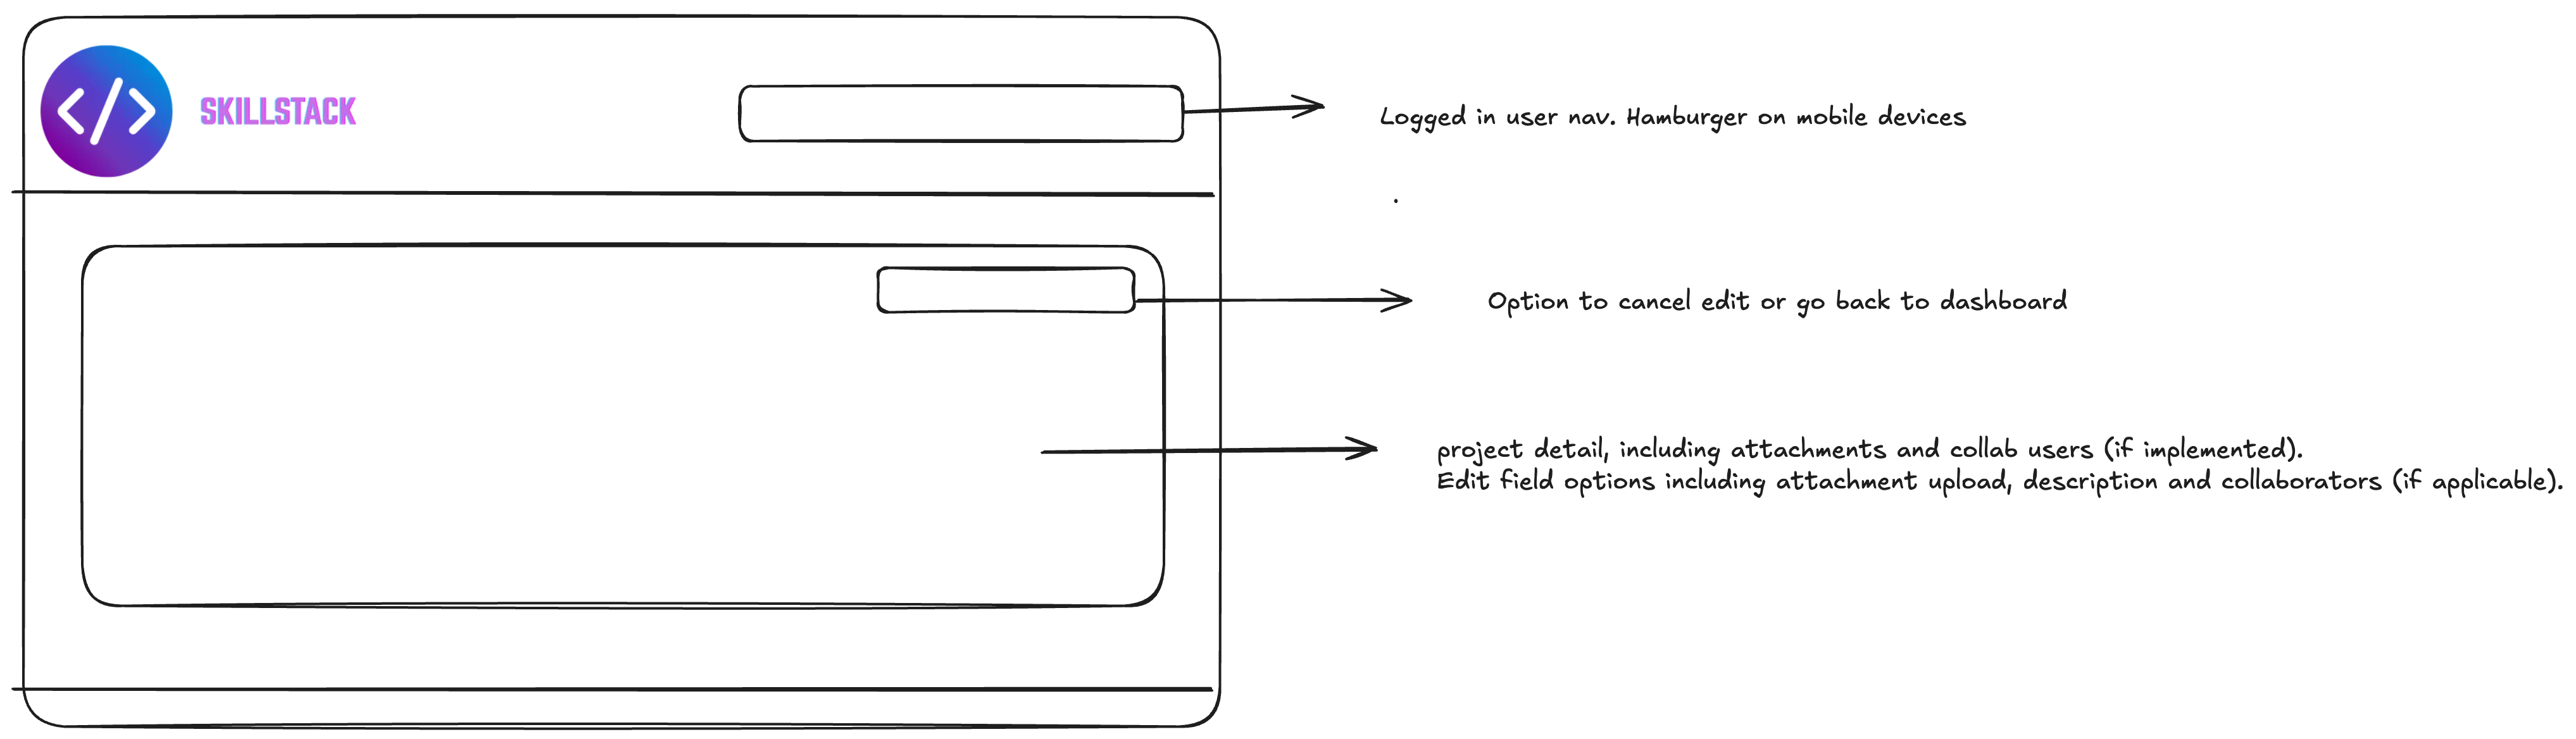 </>
SKILLSTACK
Logged in user nav. Hamburger on mobile devices
.
Option to cancel edit or go back to dashboard
project detail, including attachments and collab users (if implemented).
Edit field options including attachment upload, description and collaborators (if applicable).